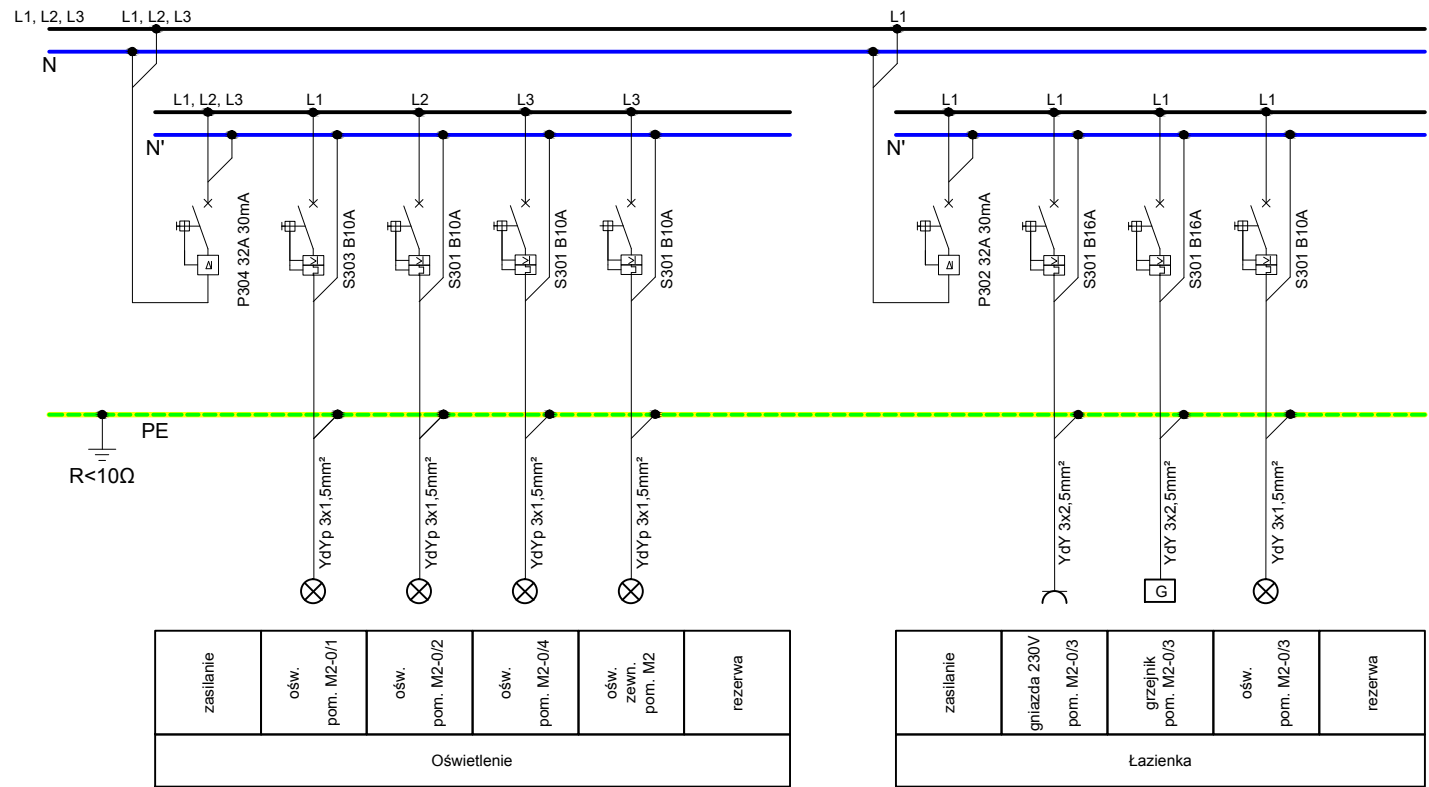 L1, L2, L3
L1, L2, L3
L1
N
L1, L2, L3
L1
L2
L3
L3
L1
L1
L1
L1
N'
N'
P304 32A 30mA
S303 B10A
S301 B10A
S301 B10A
S301 B10A
P302 32A 30mA
S301 B16A
S301 B16A
S301 B10A
PE
R<10Ω
YdYp 3x1,5mm²
YdYp 3x1,5mm²
YdYp 3x1,5mm²
YdYp 3x1,5mm²
YdY 3x2,5mm²
YdY 3x2,5mm²
YdY 3x1,5mm²
G
zasilanie
ośw.
pom. M2-0/1
ośw.
pom. M2-0/2
ośw.
pom. M2-0/4
ośw.
zewn.
pom. M2
rezerwa
Oświetlenie
zasilanie
gniazda 230V
pom. M2-0/3
grzejnik
pom. M2-0/3
ośw.
pom. M2-0/3
rezerwa
Łazienka